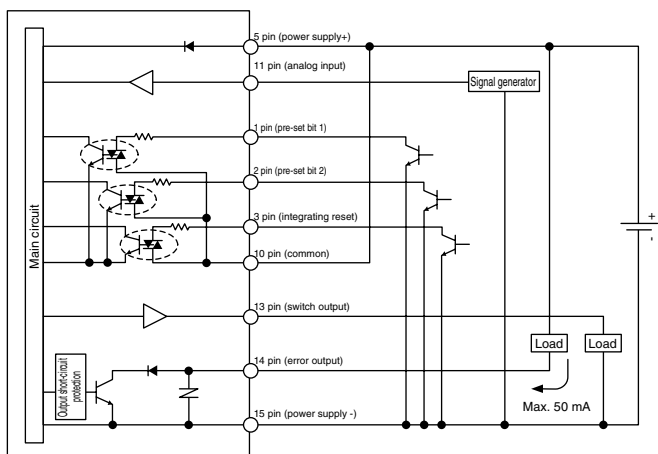 5 pin (power supply+)
11 pin (analog input)
Signal generator
1 pin (pre-set bit 1)
2 pin (pre-set bit 2)
3 pin (integrating reset)
10 pin (common)
Main circuit
+
-
13 pin (switch output)
Load
Load
14 pin (error output)
Output short-circuit
protection
Max. 50 mA
15 pin (power supply -)